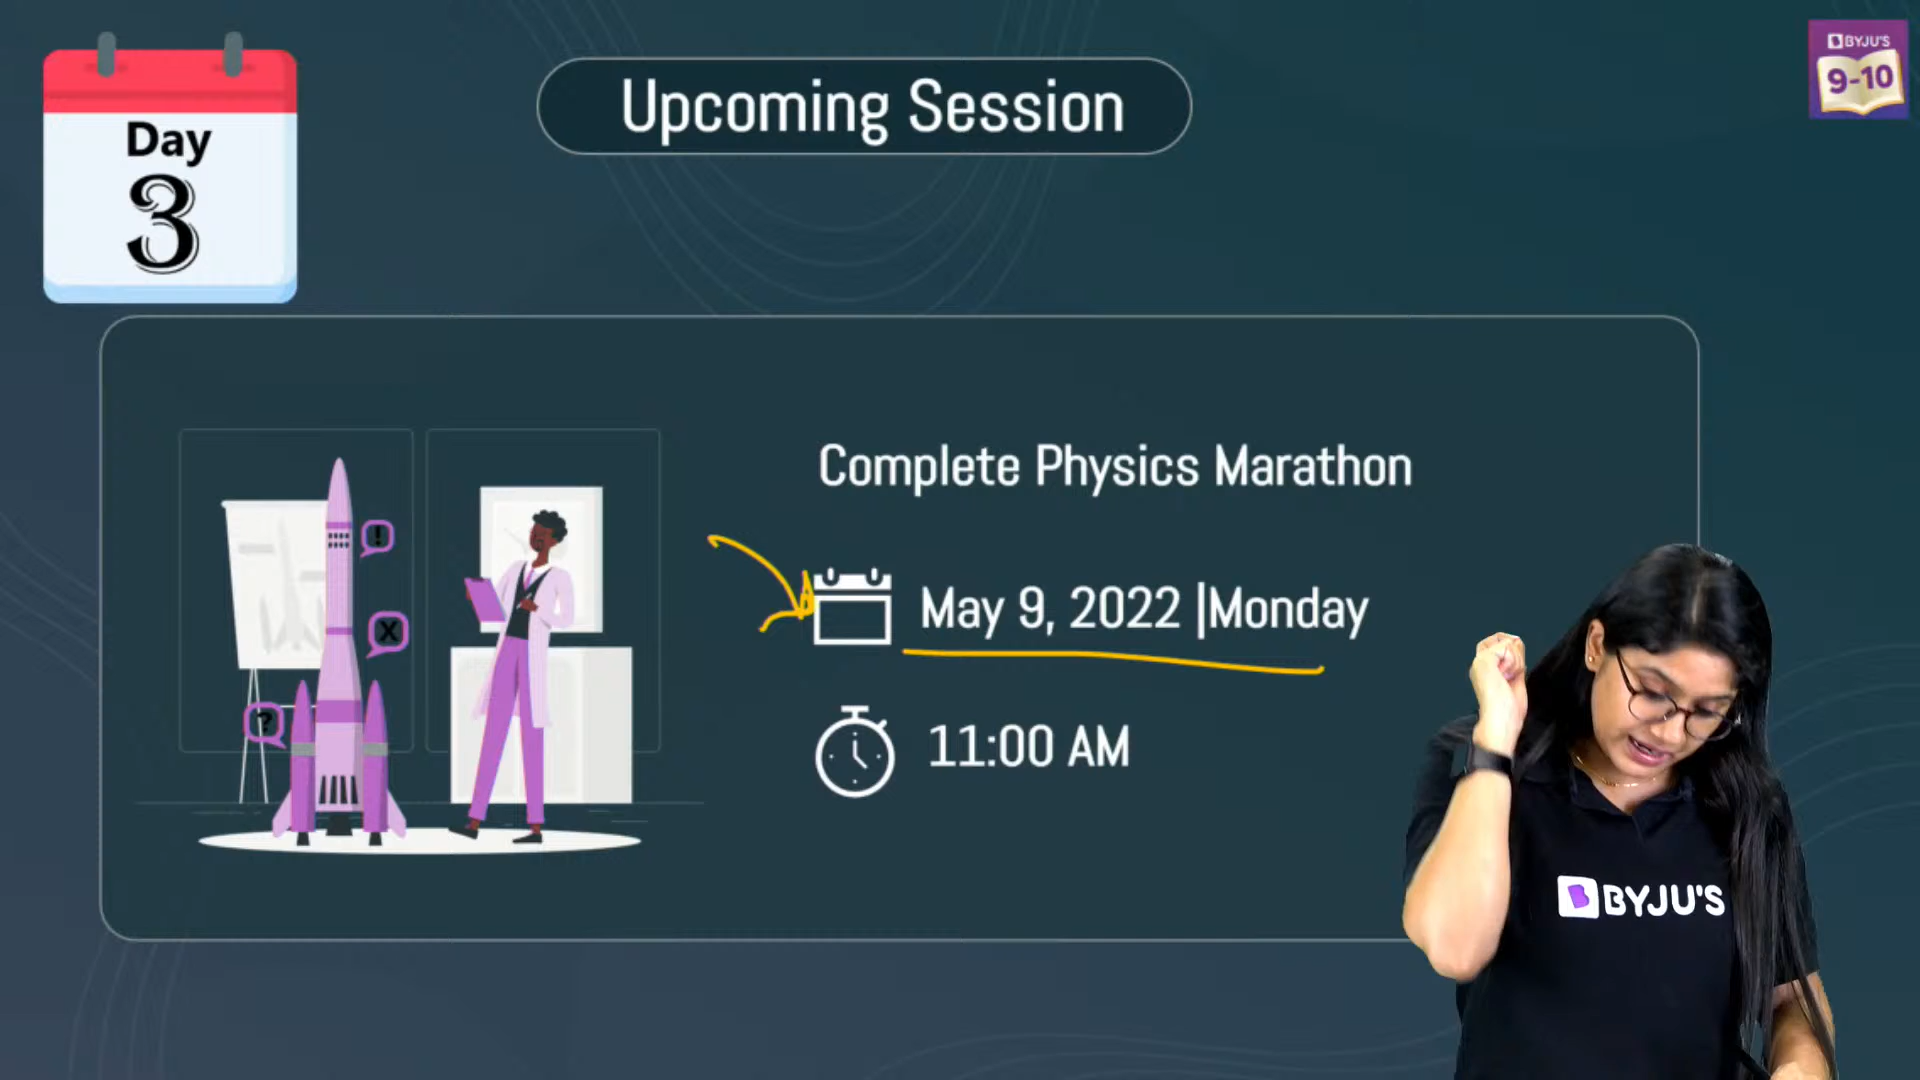 Day
3
Upcoming Session
BYJU'S
9-10
!
X
?
Complete Physics Marathon
May 9, 2022 |Monday
11:00 AM
BYJU'S